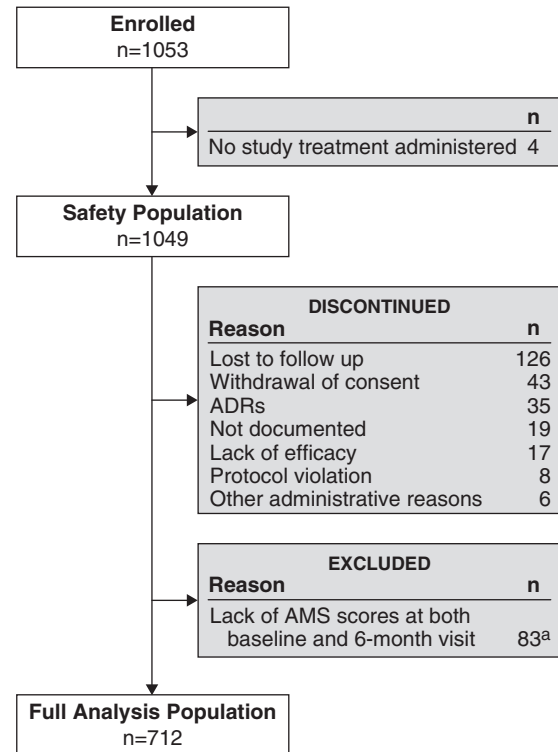 Enrolled
n=1053
n
No study treatment administered 4
Safety Population
n=1049
DISCONTINUED
Reason n
Lost to follow up 126
Withdrawal of consent 43
ADRs 35
Not documented 19
Lack of efficacy 17
Protocol violation 8
Other administrative reasons 6
EXCLUDED
Reason n
Lack of AMS scores at both
baseline and 6-month visit 83a
Full Analysis Population
n=712